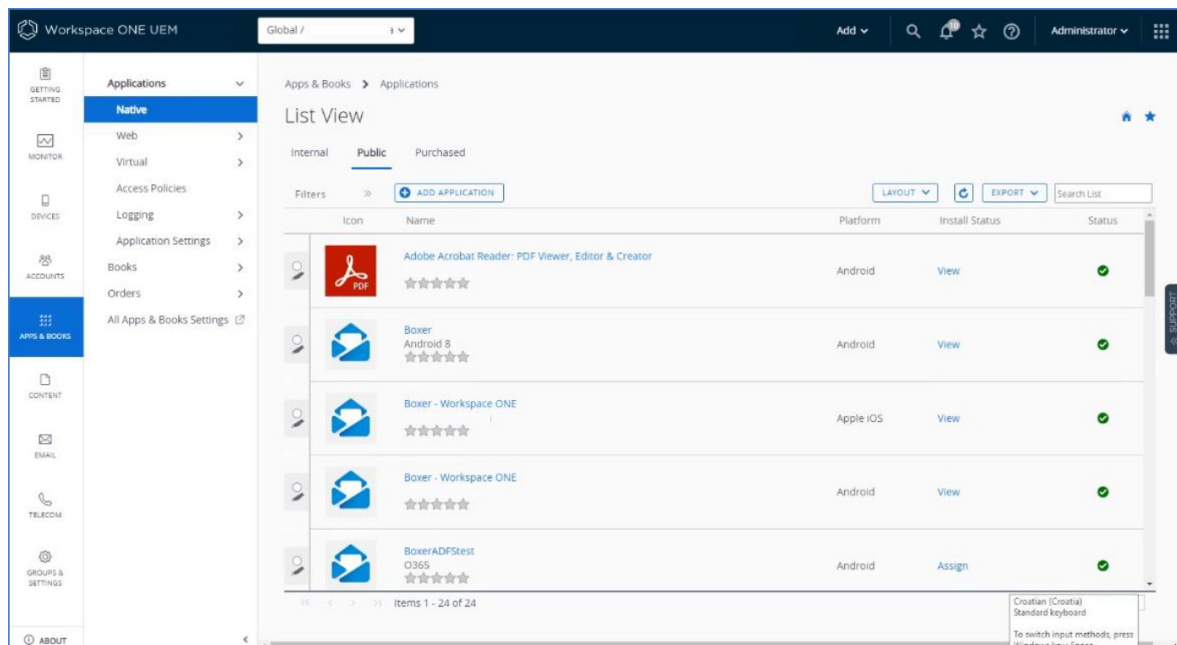 Workspace ONE UEM
Global /
Add
10
Administrator
GETTING
STARTED
MONITOR
DEVICES
ACCOUNTS
APPS & BOOKS
CONTENT
EMAIL
TELECOM
GROUPS &
SETTINGS
ABOUT
Applications
Native
Web
Virtual
Access Policies
Logging
Application Settings
Books
Orders
All Apps & Books Settings
Apps & Books > Applications
List View
Internal Public Purchased
Filters » ADD APPLICATION LAYOUT EXPORT Search List
Icon Name Platform Install Status Status
PDF
Adobe Acrobat Reader: PDF Viewer, Editor & Creator
Android View
Boxer
Android 8
Android View
Boxer - Workspace ONE
Apple iOS View
Boxer - Workspace ONE
Android View
BoxerADFStest
O365
Android Assign
Items 1 - 24 of 24
Croatian (Croatia)
Standard keyboard
To switch input methods, press
Windows key+Space
SUPPORT